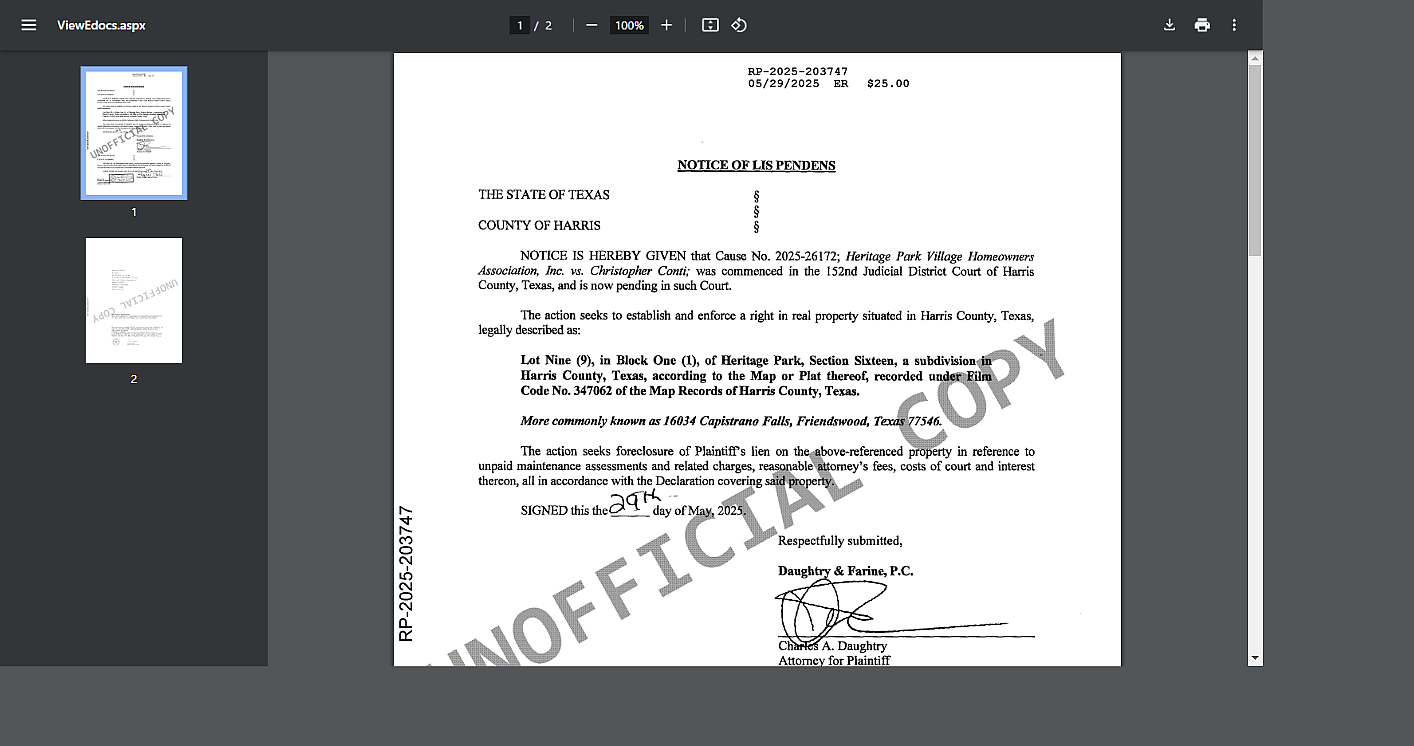 ViewEdocs.aspx
1 / 2
100%
1
2
RP-2025-203747
05/29/2025 ER $25.00
NOTICE OF LIS PENDENS
THE STATE OF TEXAS §
§
COUNTY OF HARRIS §
NOTICE IS HEREBY GIVEN that Cause No. 2025-26172; Heritage Park Village Homeowners
Association, Inc. vs. Christopher Conti; was commenced in the 152nd Judicial District Court of Harris
County, Texas, and is now pending in such Court.
The action seeks to establish and enforce a right in real property situated in Harris County, Texas,
legally described as:
Lot Nine (9), in Block One (1), of Heritage Park, Section Sixteen, a subdivision in
Harris County, Texas, according to the Map or Plat thereof, recorded under Film
Code No. 347062 of the Map Records of Harris County, Texas.
More commonly known as 16034 Capistrano Falls, Friendswood, Texas 77546.
The action seeks foreclosure of Plaintiff's lien on the above-referenced property in reference to
unpaid maintenance assessments and related charges, reasonable attorney's fees, costs of court and interest
thereon, all in accordance with the Declaration covering said property.
SIGNED this the 29th day of May, 2025.
Respectfully submitted,
Daughtry & Farine, P.C.
Charles A. Daughtry
Attorney for Plaintiff
RP-2025-203747
UNOFFICIAL COPY
UNOFFICIAL COPY
UNOFFICIAL COPY